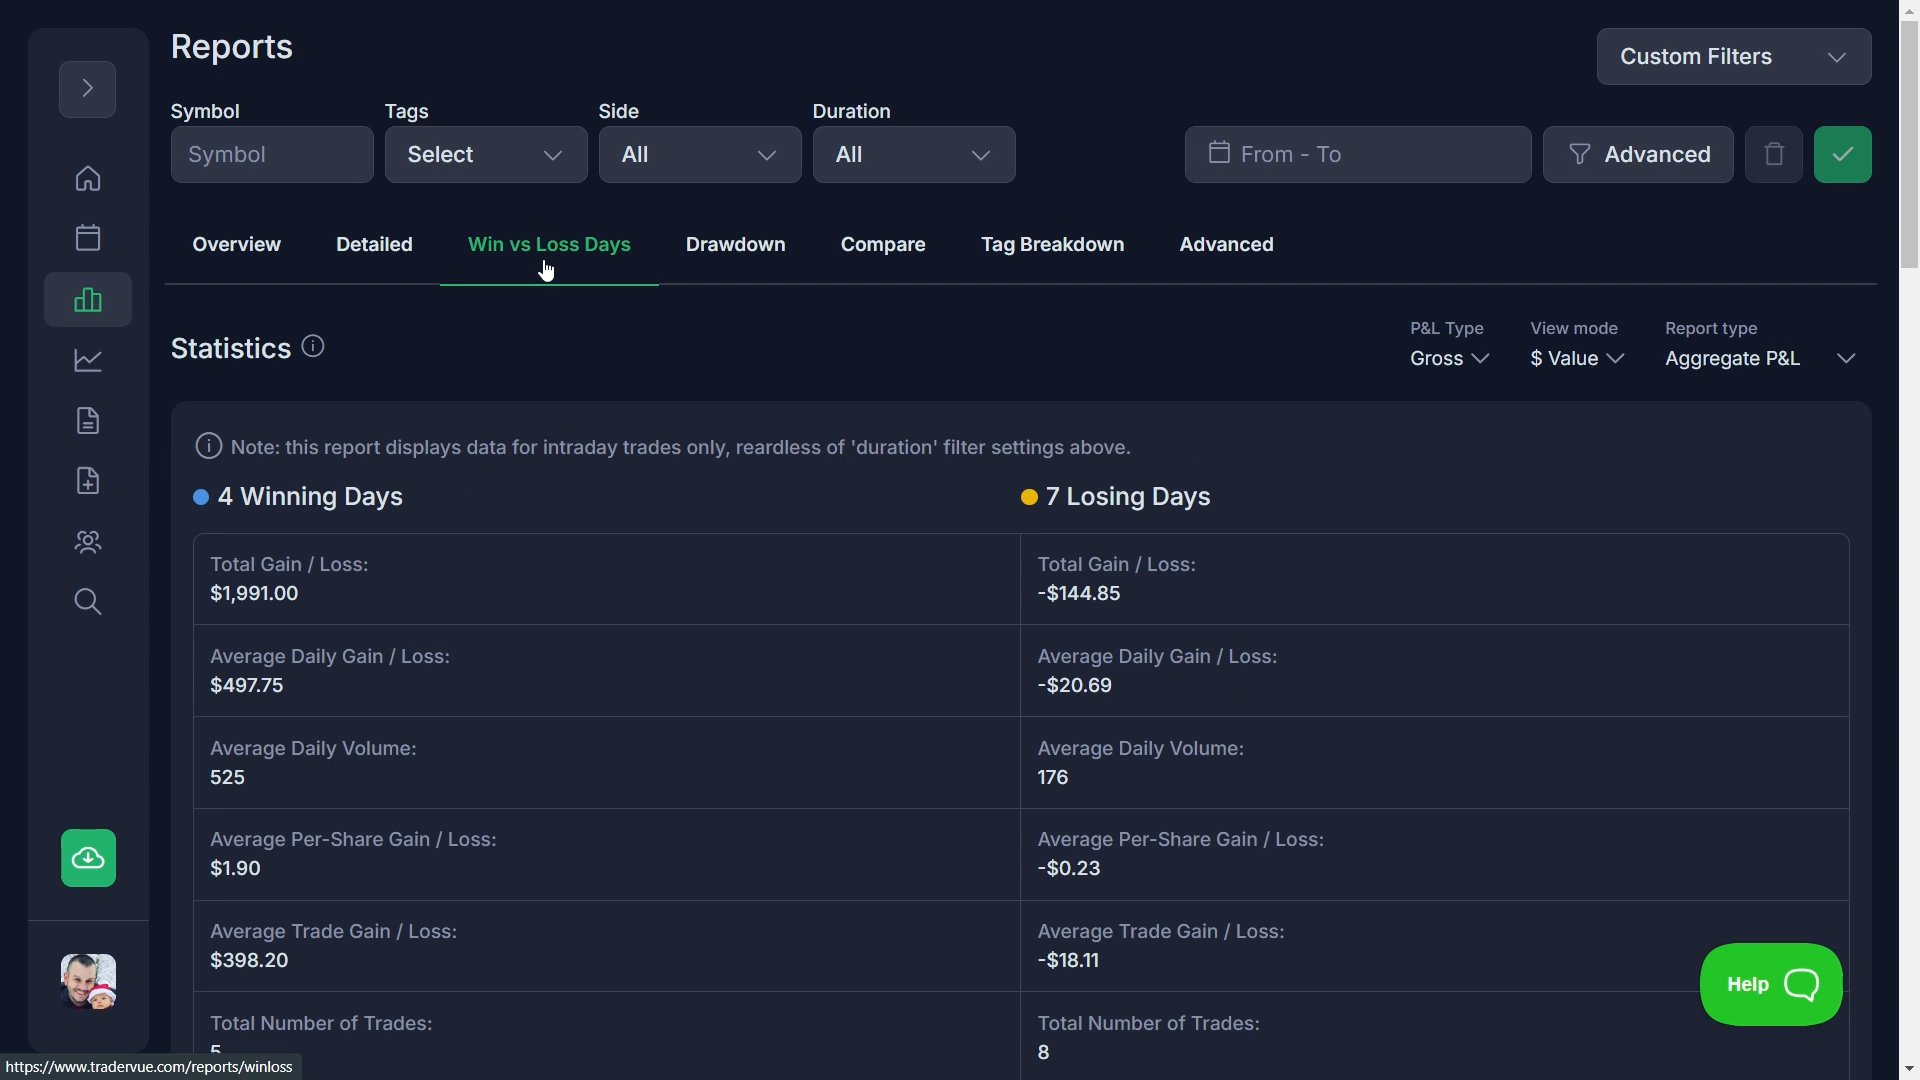 Reports
Custom Filters
Symbol Tags Side Duration
Symbol Select All All From - To Advanced
Overview Detailed Win vs Loss Days Drawdown Compare Tag Breakdown Advanced
Statistics
P&L Type View mode Report type
Gross $ Value Aggregate P&L
Note: this report displays data for intraday trades only, reardless of 'duration' filter settings above.
4 Winning Days 7 Losing Days
Total Gain / Loss: Total Gain / Loss:
$1,991.00 -$144.85
Average Daily Gain / Loss: Average Daily Gain / Loss:
$497.75 -$20.69
Average Daily Volume: Average Daily Volume:
525 176
Average Per-Share Gain / Loss: Average Per-Share Gain / Loss:
$1.90 -$0.23
Average Trade Gain / Loss: Average Trade Gain / Loss:
$398.20 -$18.11
Help
Total Number of Trades: Total Number of Trades:
5 8
https://www.tradervue.com/reports/winloss